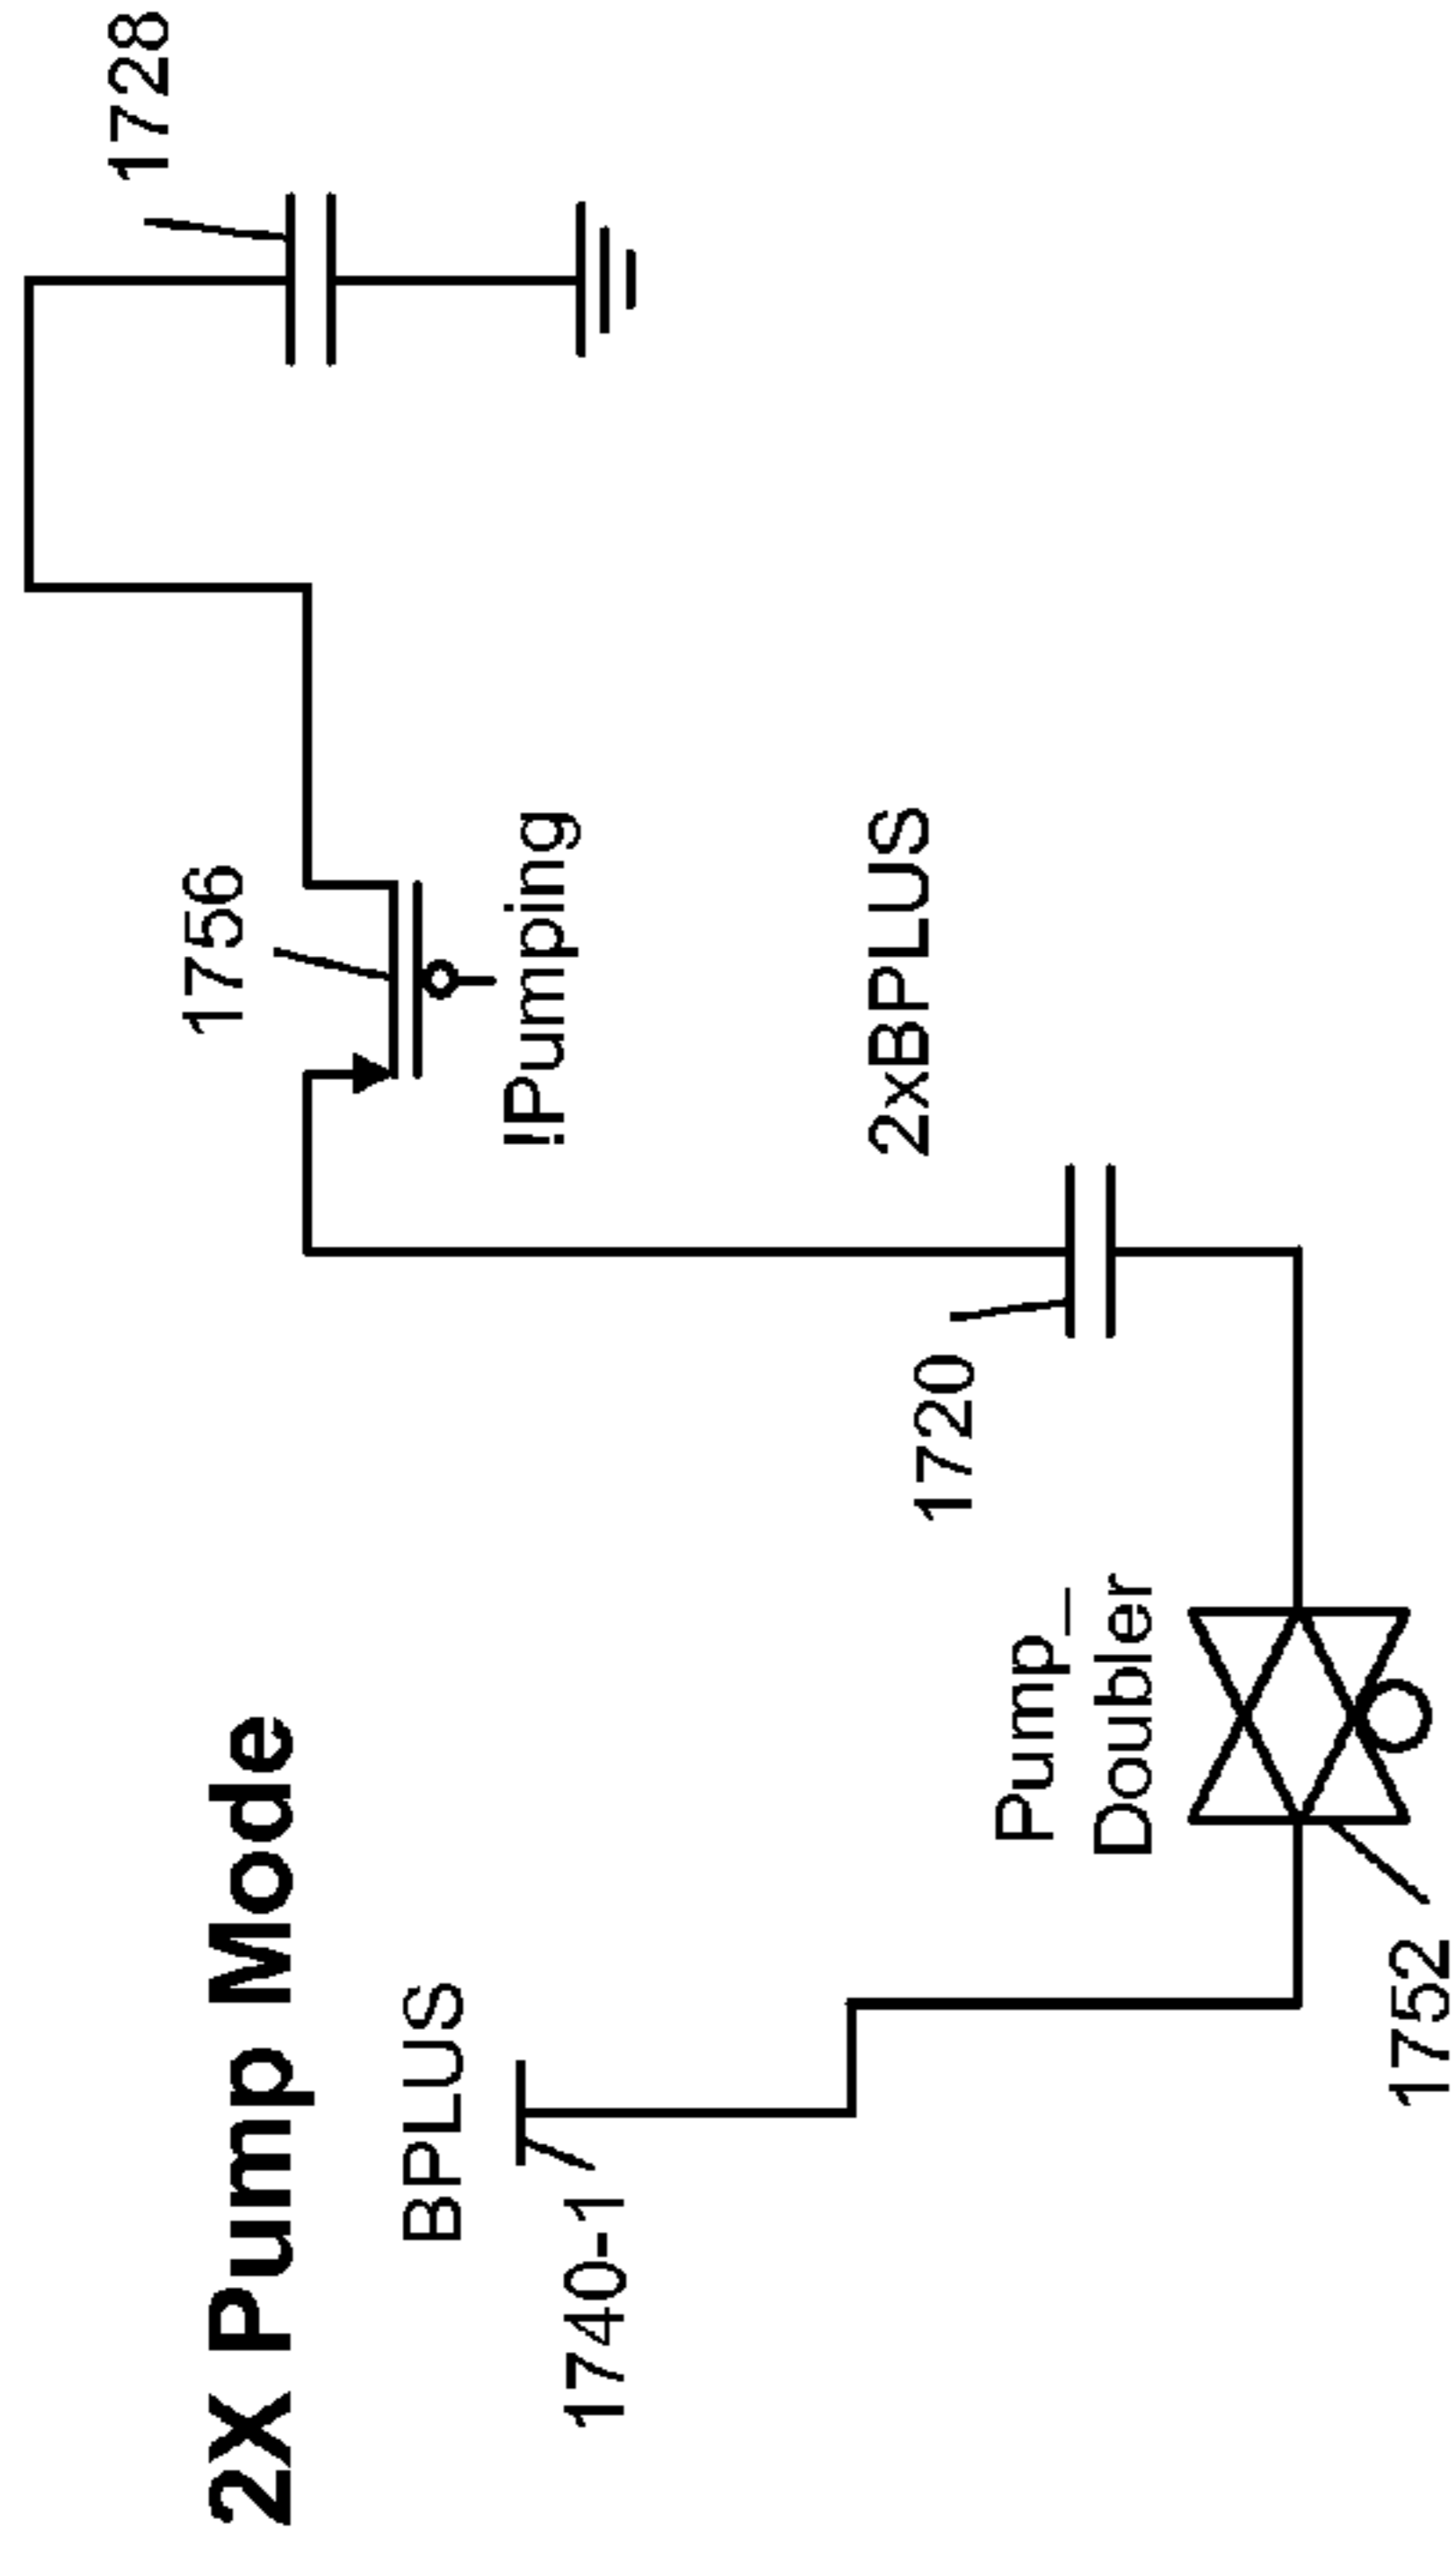 2X Pump Mode
1728
1756
BPLUS
!Pumping
1740-1
2xBPLUS
1720
Pump_
Doubler
1752